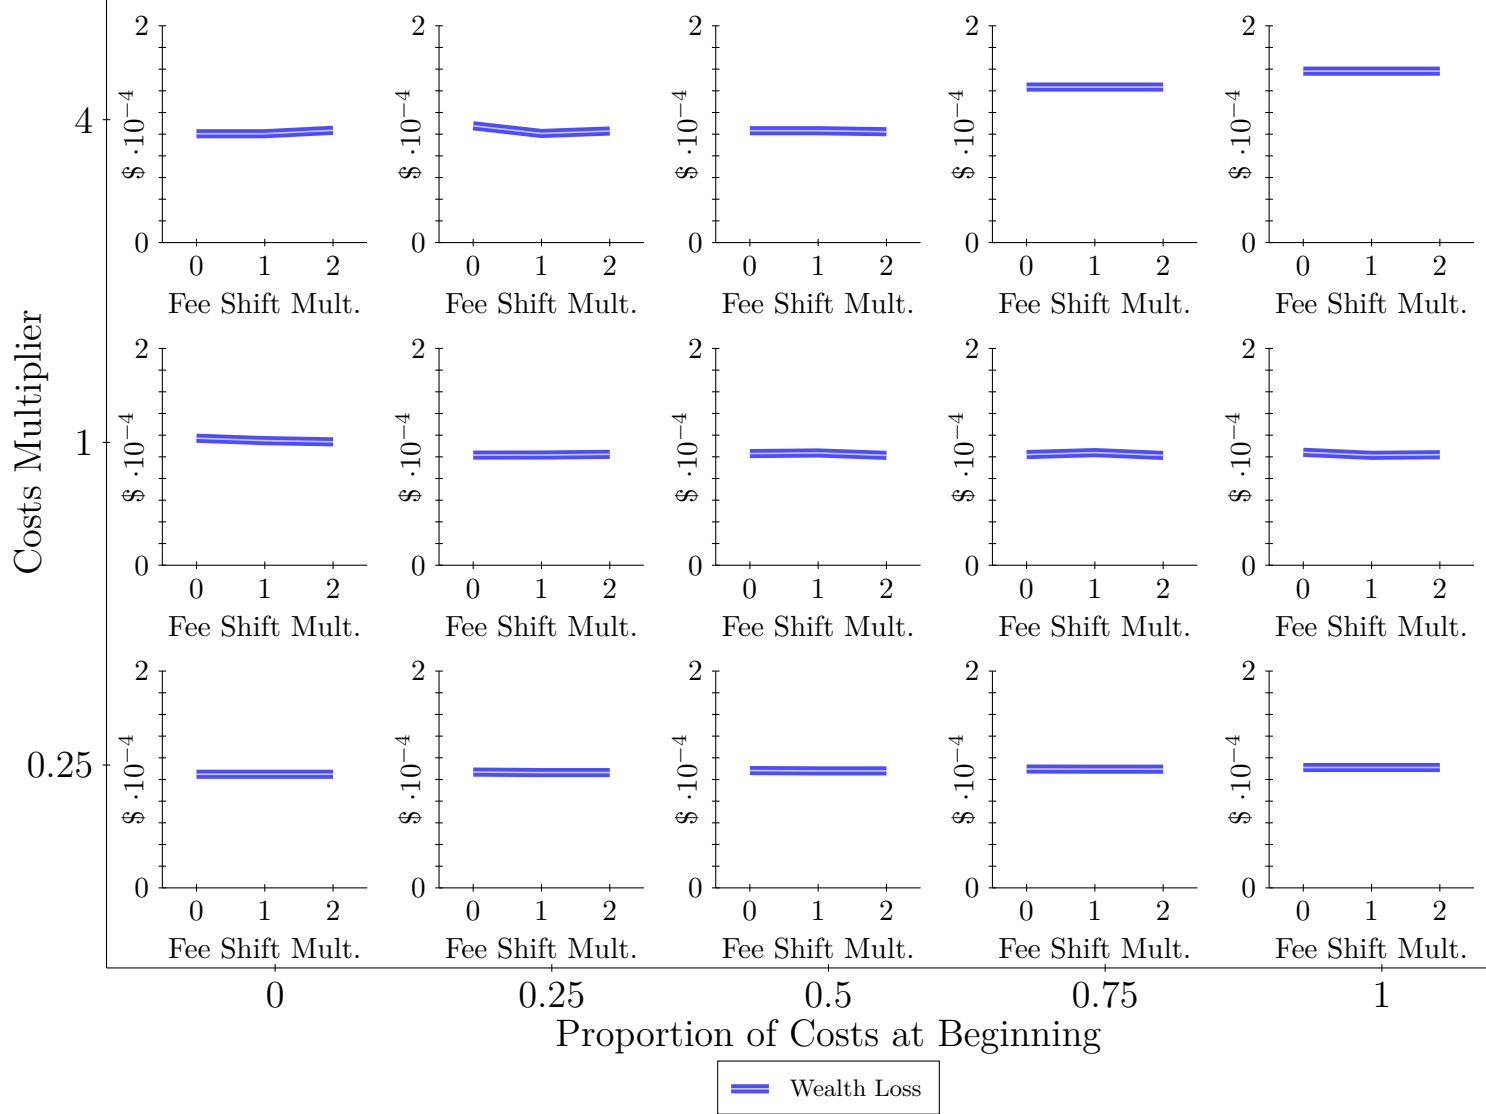 2 2 2 2 2
$ ·10−4 $ ·10−4 $ ·10−4 $ ·10−4 $ ·10−4
4
0 0 0 0 0
0 1 2 0 1 2 0 1 2 0 1 2 0 1 2
Fee Shift Mult. Fee Shift Mult. Fee Shift Mult. Fee Shift Mult. Fee Shift Mult.
Costs Multiplier
2 2 2 2 2
$ ·10−4 $ ·10−4 $ ·10−4 $ ·10−4 $ ·10−4
1
0 0 0 0 0
0 1 2 0 1 2 0 1 2 0 1 2 0 1 2
Fee Shift Mult. Fee Shift Mult. Fee Shift Mult. Fee Shift Mult. Fee Shift Mult.
2 2 2 2 2
$ ·10−4 $ ·10−4 $ ·10−4 $ ·10−4 $ ·10−4
0.25
0 0 0 0 0
0 1 2 0 1 2 0 1 2 0 1 2 0 1 2
Fee Shift Mult. Fee Shift Mult. Fee Shift Mult. Fee Shift Mult. Fee Shift Mult.
0 0.25 0.5 0.75 1
Proportion of Costs at Beginning
Wealth Loss